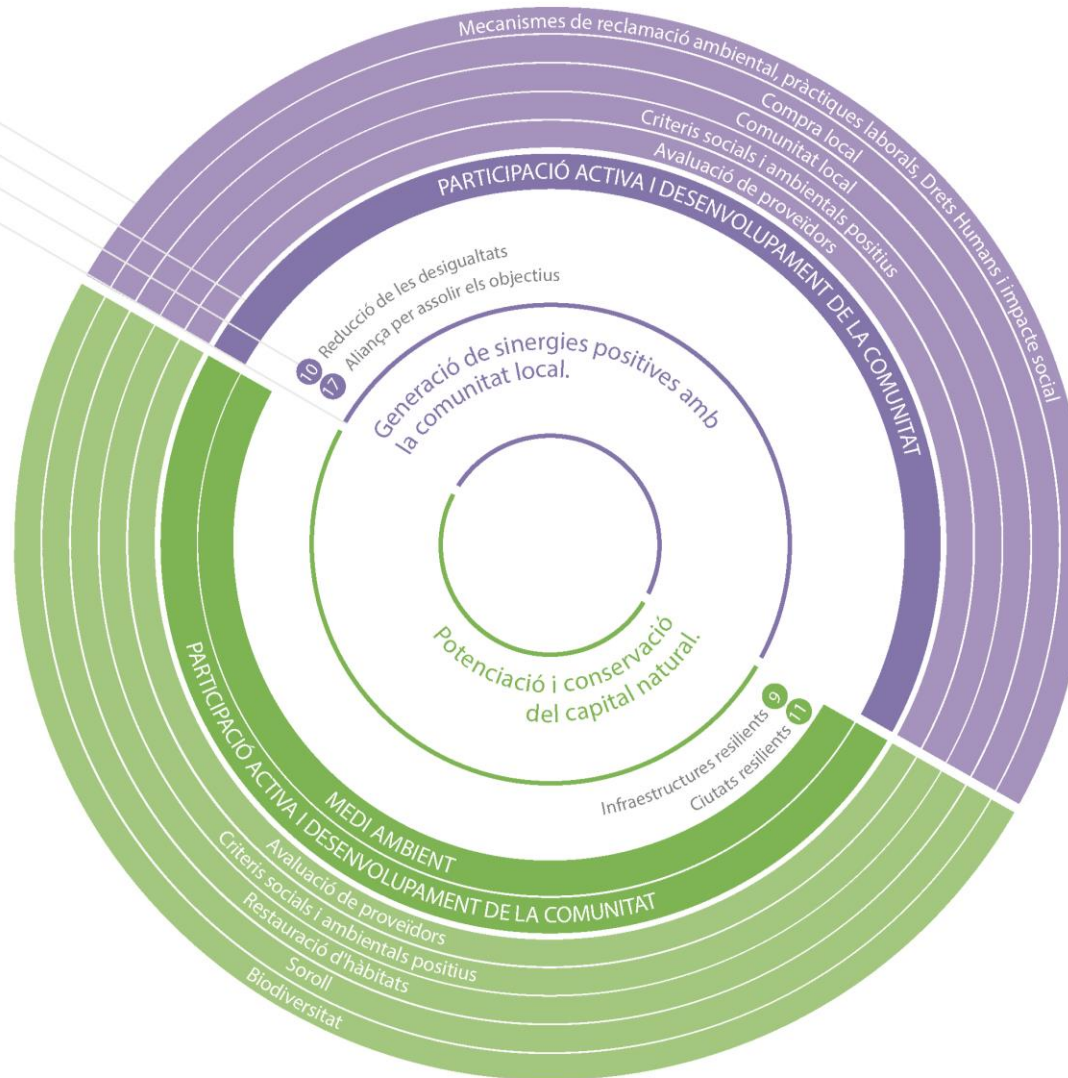 Mecanismes de reclamació ambiental, pràctiques laborals, Drets Humans i impacte social
Compra local
Comunitat local
Criteris socials i ambientals positius
Avaluació de proveïdors
PARTICIPACIÓ ACTIVA I DESENVOLUPAMENT DE LA COMUNITAT
10 Reducció de les desigualtats
17 Aliança per assolir els objectius
Generació de sinergies positives amb
la comunitat local.
Potenciació i conservació
del capital natural.
Infraestructures resilients 9
Ciutats resilients 11
MEDI AMBIENT
PARTICIPACIÓ ACTIVA I DESENVOLUPAMENT DE LA COMUNITAT
Avaluació de proveïdors
Criteris socials i ambientals positius
Restauració d'hàbitats
Soroll
Biodiversitat